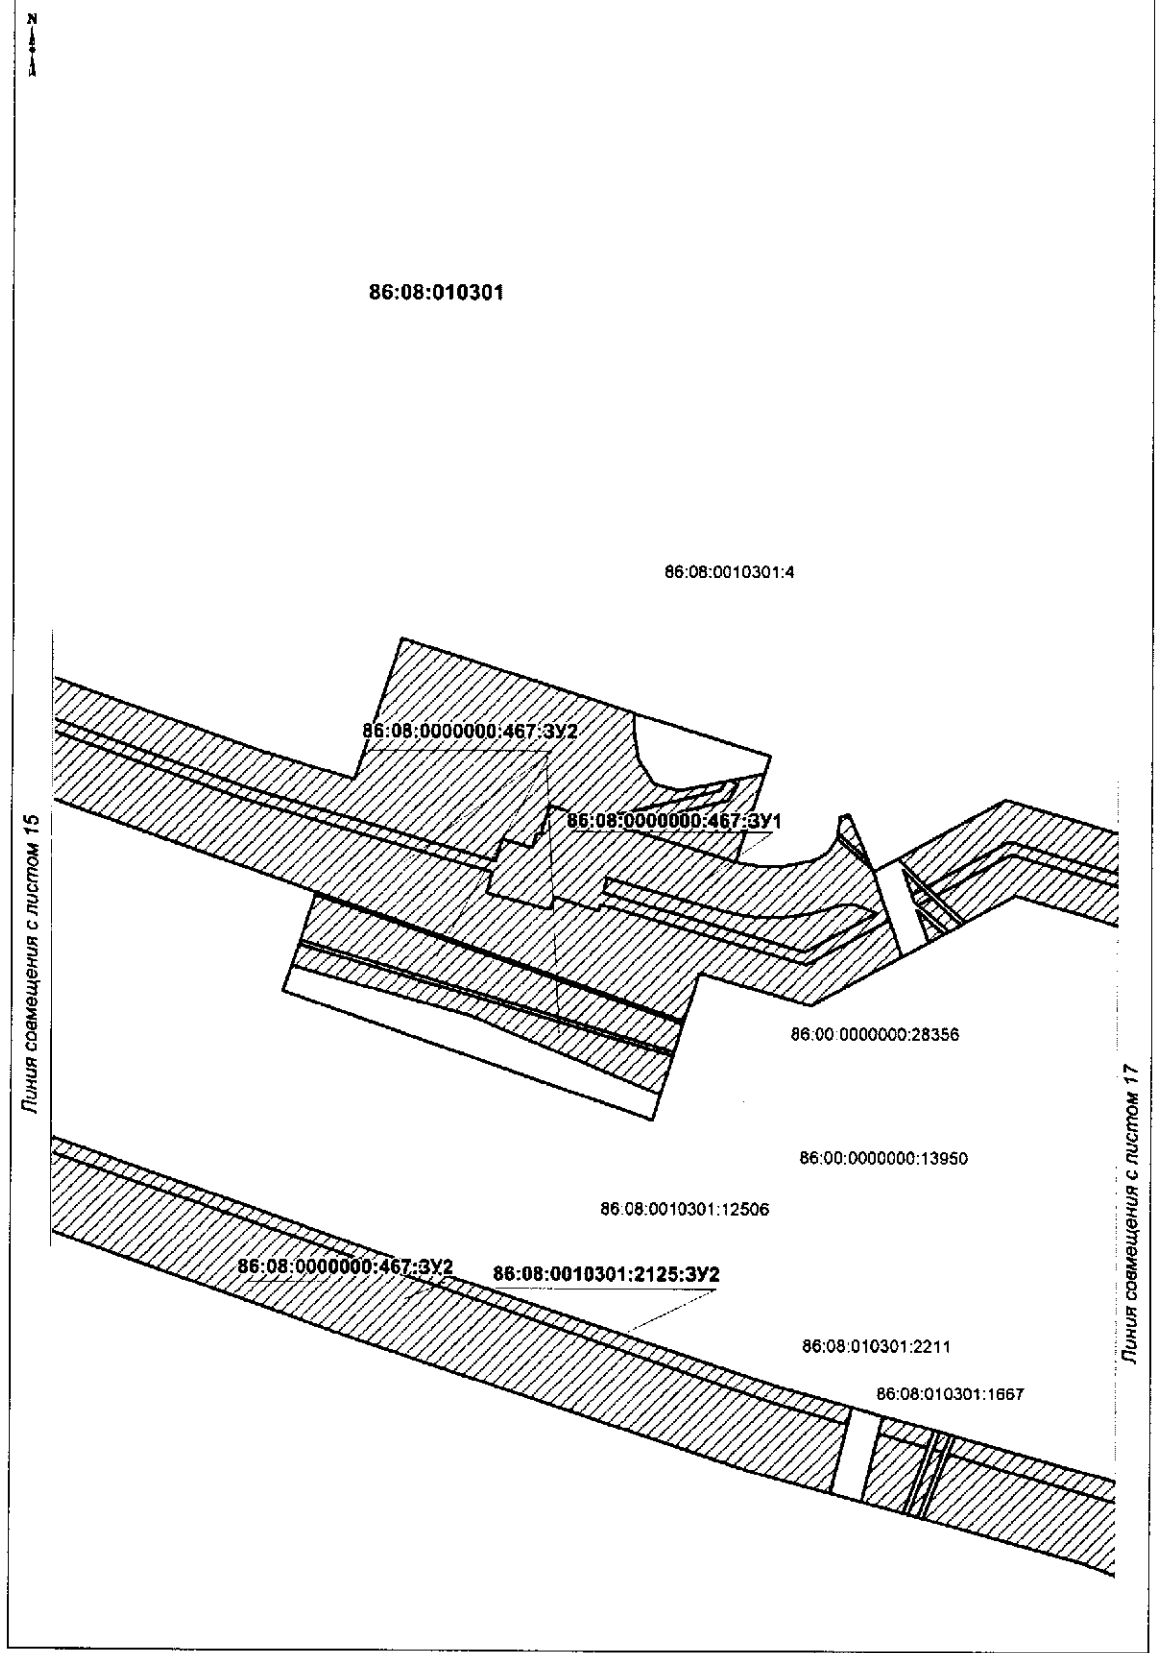 N
86:08:010301
86:08:0010301:4
86:08:0000000:467:ЗУ2
86:08:0000000:467:ЗУ1
Линия совмещения с листом 15
86:00:0000000:28356
86:00:0000000:13950
86:08:0010301:12506
Линия совмещения с листом 17
86:08:0000000:467:ЗУ2
86:08:0010301:2125:ЗУ2
86:08:010301:2211
86:08:010301:1667